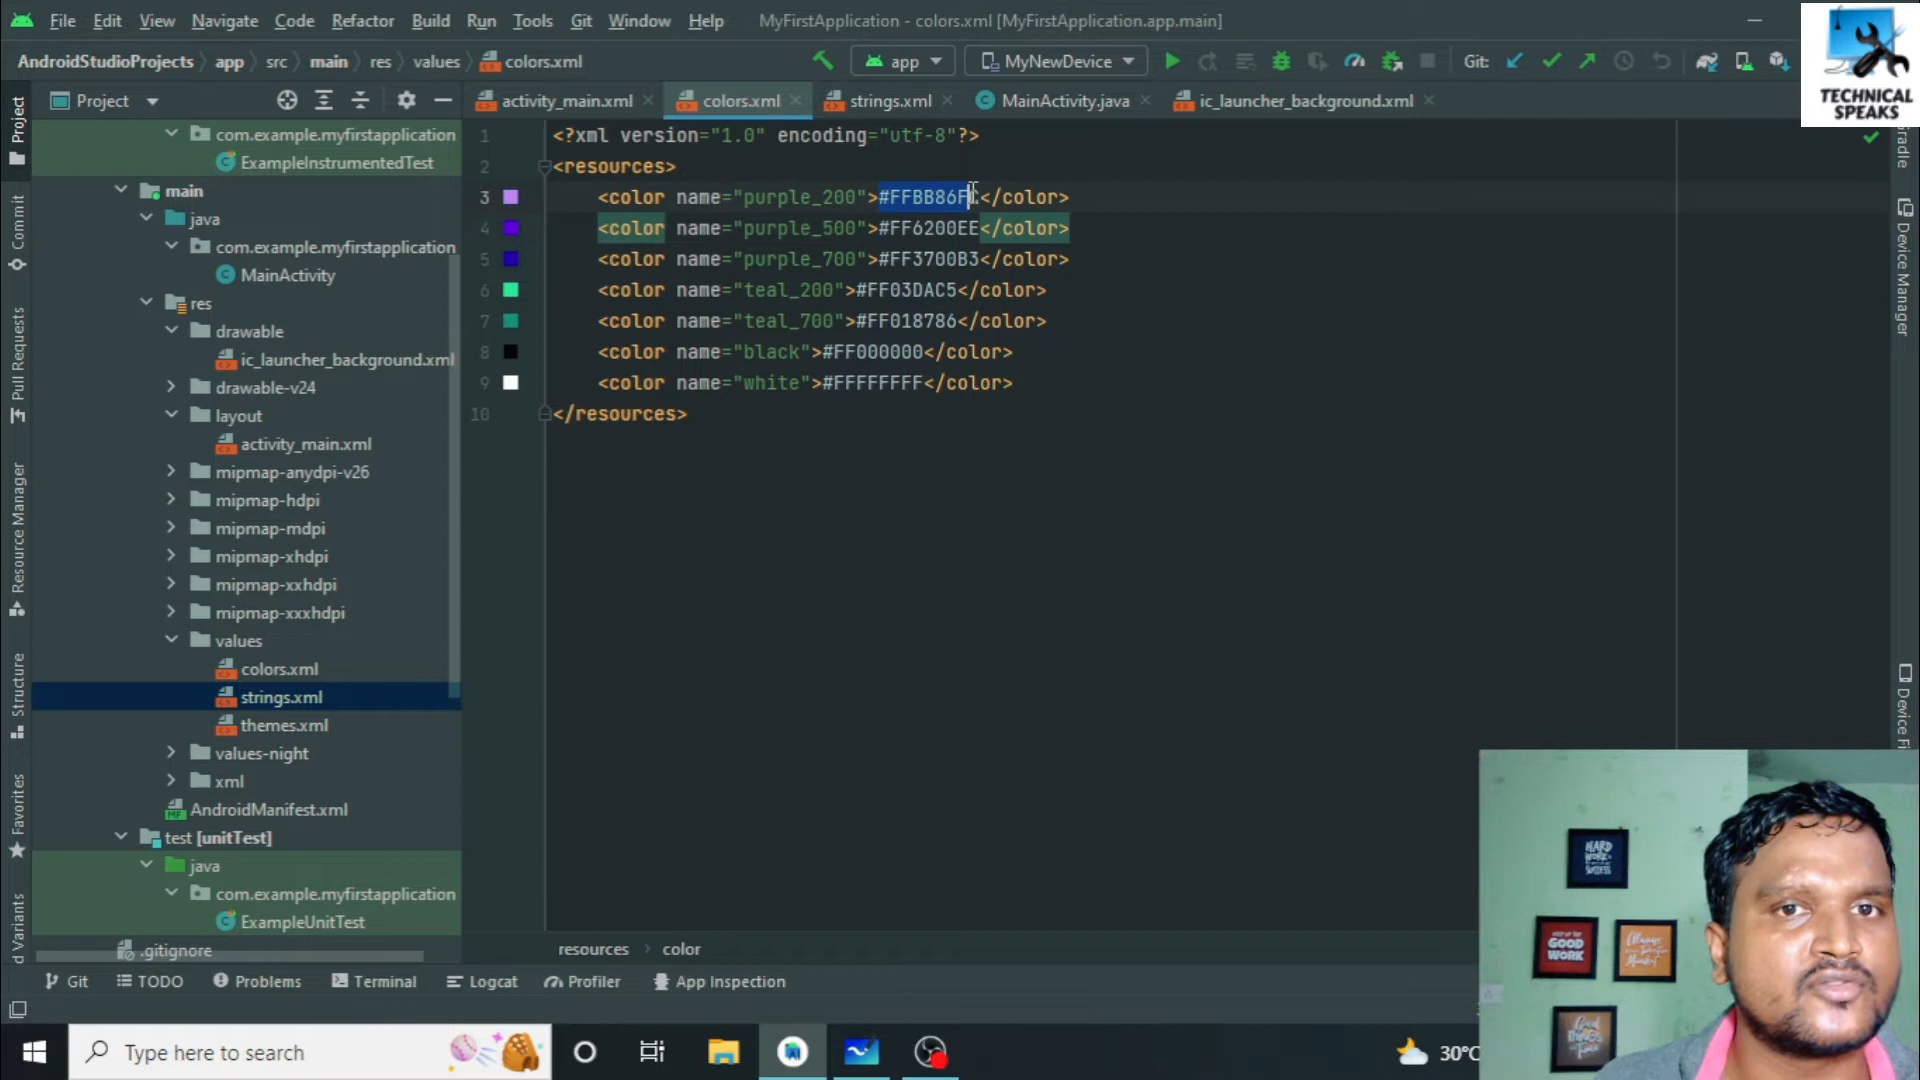 File Edit View Navigate Code Refactor Build Run Tools Git Window Help MyFirstApplication - colors.xml [MyFirstApplication.app.main]
AndroidStudioProjects app src main res values colors.xml app MyNewDevice Git:
TECHNICAL
SPEAKS
Project
activity_main.xml colors.xml strings.xml MainActivity.java ic_launcher_background.xml
com.example.myfirstapplication
ExampleInstrumentedTest
main
java
com.example.myfirstapplication
MainActivity
res
drawable
ic_launcher_background.xml
drawable-v24
layout
activity_main.xml
mipmap-anydpi-v26
mipmap-hdpi
mipmap-mdpi
mipmap-xhdpi
mipmap-xxhdpi
mipmap-xxxhdpi
values
colors.xml
strings.xml
themes.xml
values-night
xml
AndroidManifest.xml
test [unitTest]
java
com.example.myfirstapplication
ExampleUnitTest
.gitignore
1 <?xml version="1.0" encoding="utf-8"?>
2 <resources>
3 <color name="purple_200">#FFBB86FC</color>
4 <color name="purple_500">#FF6200EE</color>
5 <color name="purple_700">#FF3700B3</color>
6 <color name="teal_200">#FF03DAC5</color>
7 <color name="teal_700">#FF018786</color>
8 <color name="black">#FF000000</color>
9 <color name="white">#FFFFFFFF</color>
10 </resources>
resources color
Project
Commit
Pull Requests
Resource Manager
Structure
Favorites
d Variants
Device Manager
Device Fi
HARD
WORK
SUCCESS
GOOD
WORK
Always
Good
Things
Git TODO Problems Terminal Logcat Profiler App Inspection
Type here to search
30°C